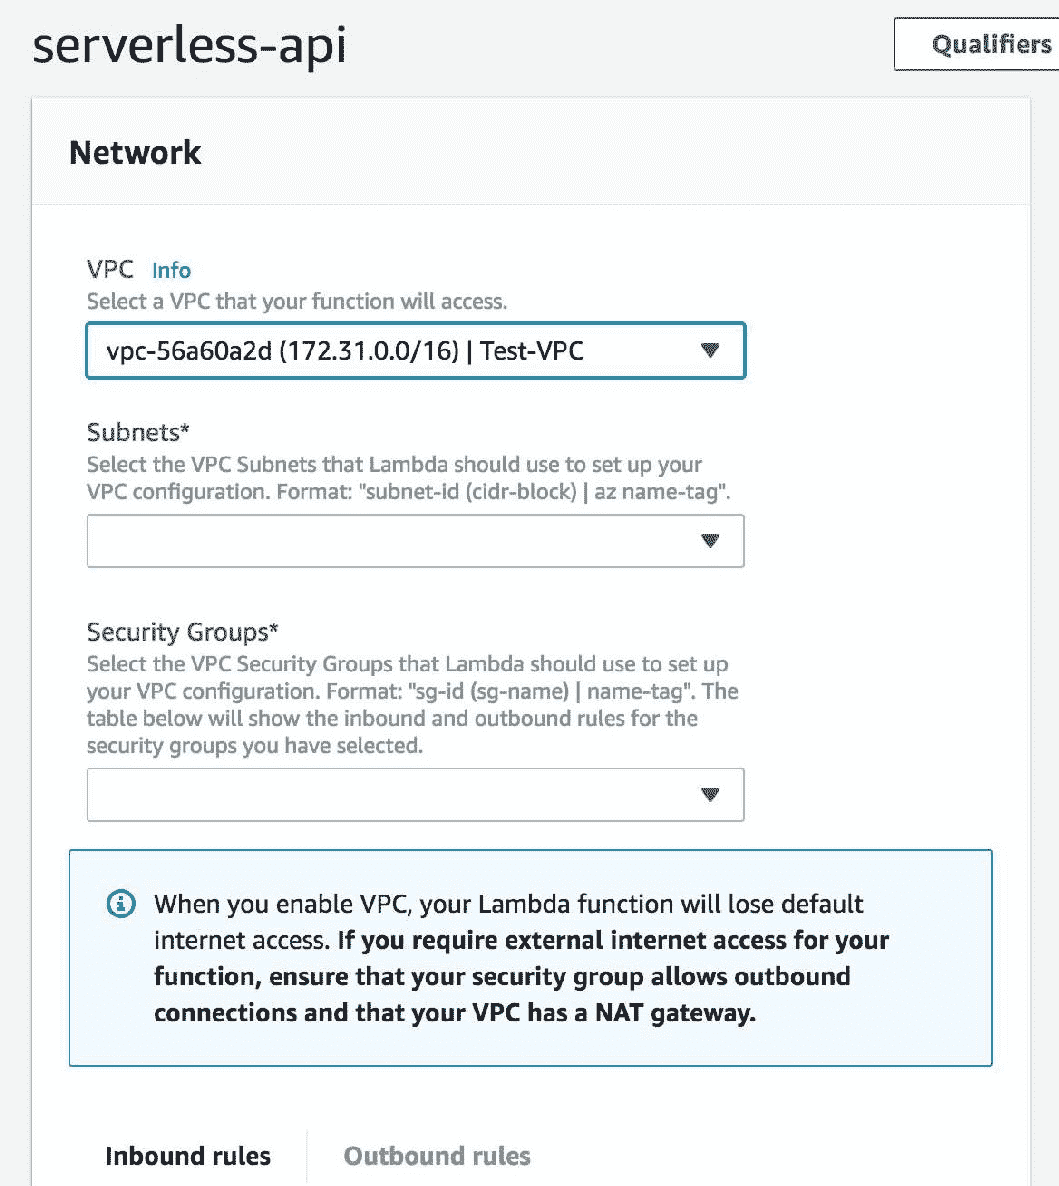 serverless-api
Qualifiers
Network
VPC Info
Select a VPC that your function will access.
vpc-56a60a2d (172.31.0.0/16) | Test-VPC
Subnets*
Select the VPC Subnets that Lambda should use to set up your
VPC configuration. Format: "subnet-id (cidr-block) | az name-tag".
Security Groups*
Select the VPC Security Groups that Lambda should use to set up
your VPC configuration. Format: "sg-id (sg-name) | name-tag". The
table below will show the inbound and outbound rules for the
security groups you have selected.
When you enable VPC, your Lambda function will lose default
internet access. If you require external internet access for your
function, ensure that your security group allows outbound
connections and that your VPC has a NAT gateway.
Inbound rules
Outbound rules